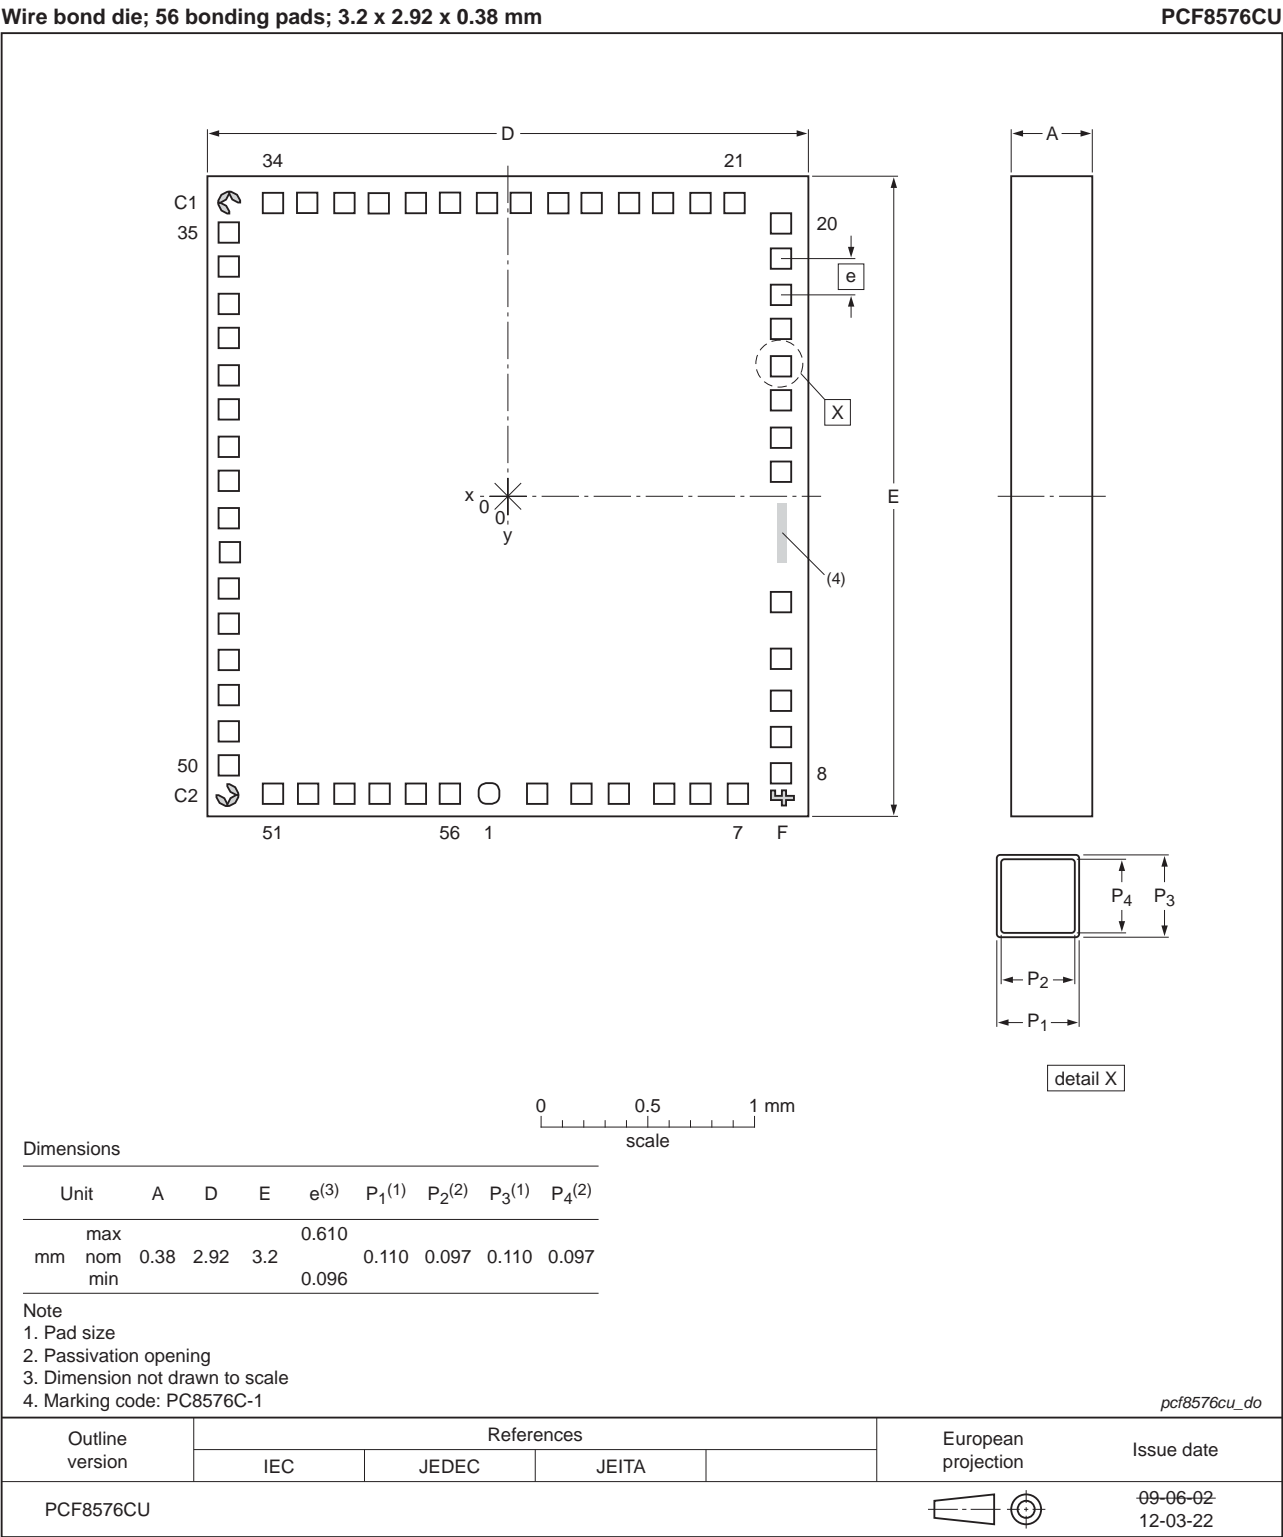 Wire bond die; 56 bonding pads; 3.2 x 2.92 x 0.38 mm PCF8576CU
D
A
34 21
C1
35
20
e
X
x 0
0
y
E
(4)
50
C2
8
51 56 1 7 F
P4 P3
P2
P1
detail X
0 0.5 1 mm
scale
Dimensions
Unit A D E e(3) P1(1) P2(2) P3(1) P4(2)
max 0.610
mm nom 0.38 2.92 3.2 0.110 0.097 0.110 0.097
min 0.096
Note
1. Pad size
2. Passivation opening
3. Dimension not drawn to scale
4. Marking code: PC8576C-1
pcf8576cu_do
Outline version References European projection Issue date
IEC JEDEC JEITA
PCF8576CU 09-06-02
12-03-22